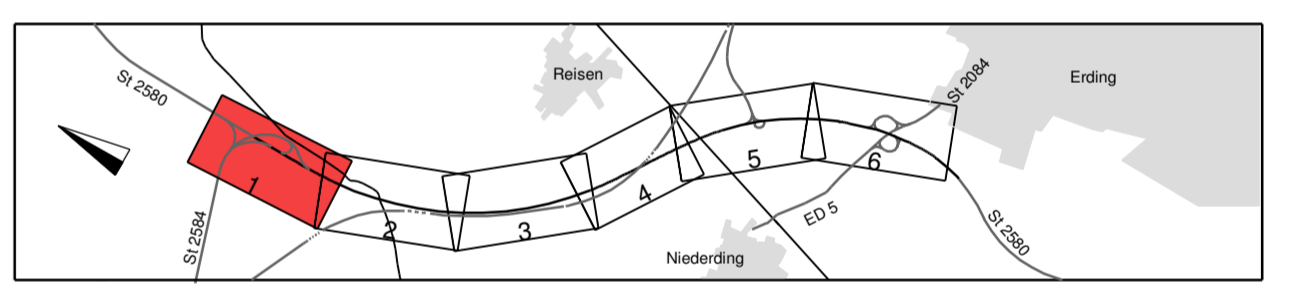 St 2580
Reisen
Erding
St 2084
1
5
6
4
2
3
St 2584
ED 5
Niederding
St 2580